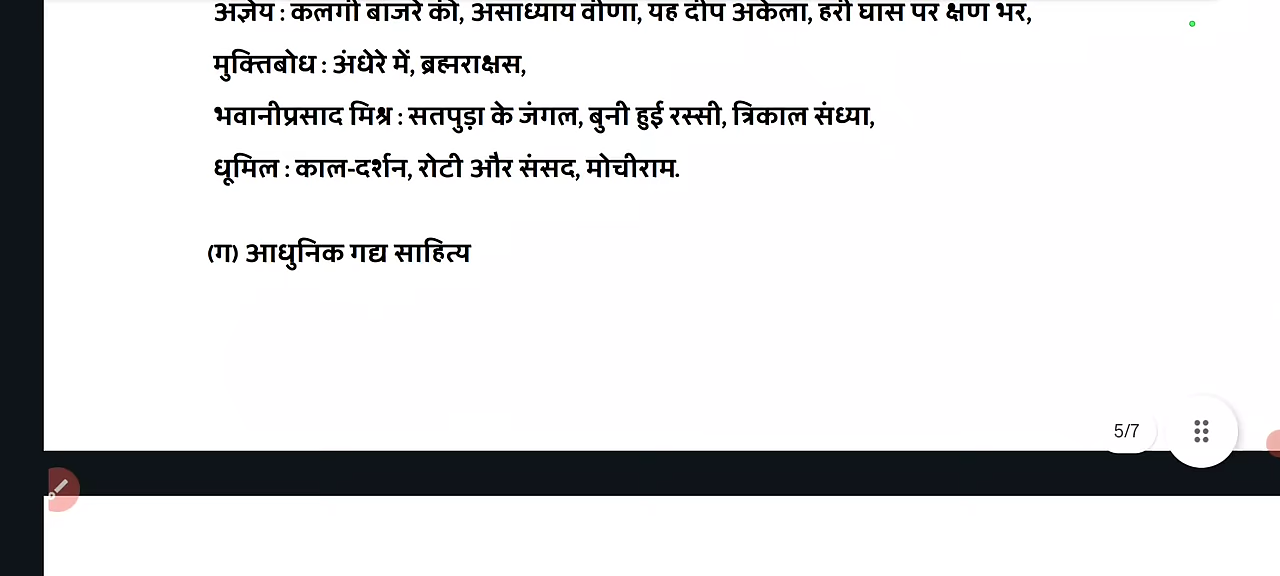 अज्ञेय : कलगी बाजरे की, असाध्याय वीणा, यह दीप अकेला, हरी घास पर क्षण भर,
मुक्तिबोध : अंधेरे में, ब्रह्मराक्षस,
भवानीप्रसाद मिश्र : सतपुड़ा के जंगल, बुनी हुई रस्सी, त्रिकाल संध्या,
धूमिल : काल-दर्शन, रोटी और संसद, मोचीराम.
(ग) आधुनिक गद्य साहित्य
5/7